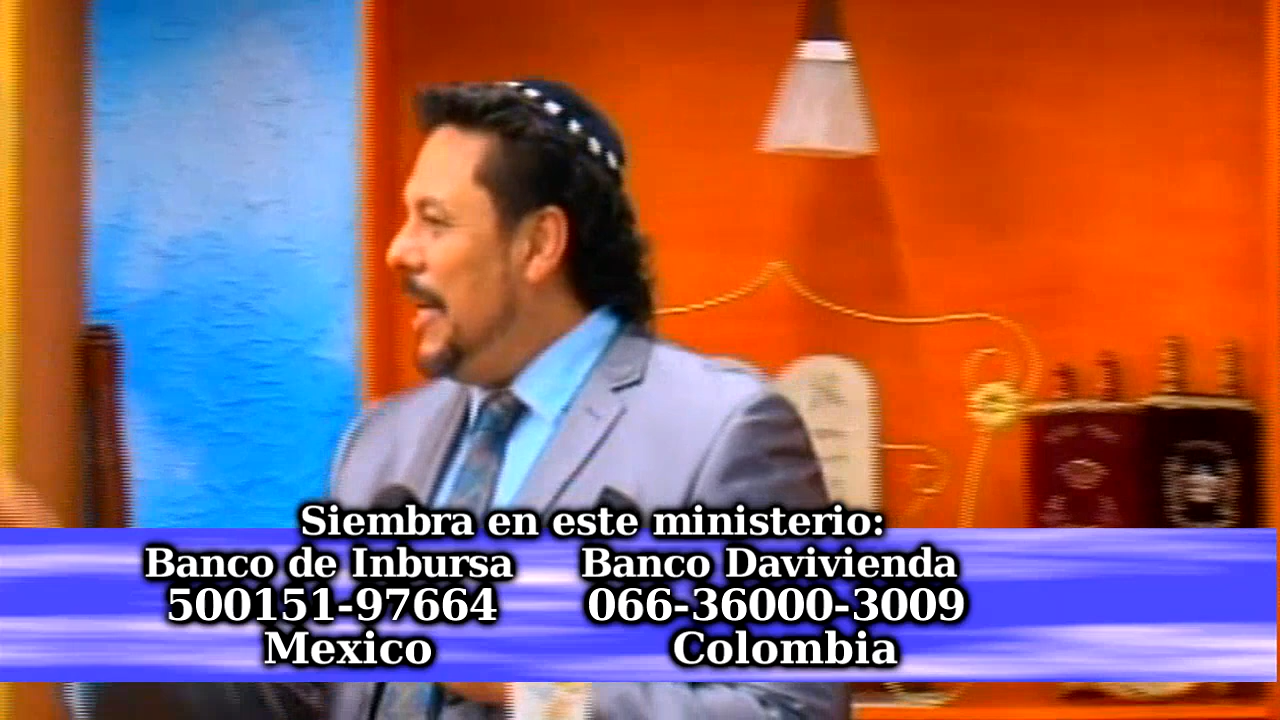 Siembra en este ministerio:
Banco de Inbursa Banco Davivienda
500151-97664 066-36000-3009
Mexico Colombia